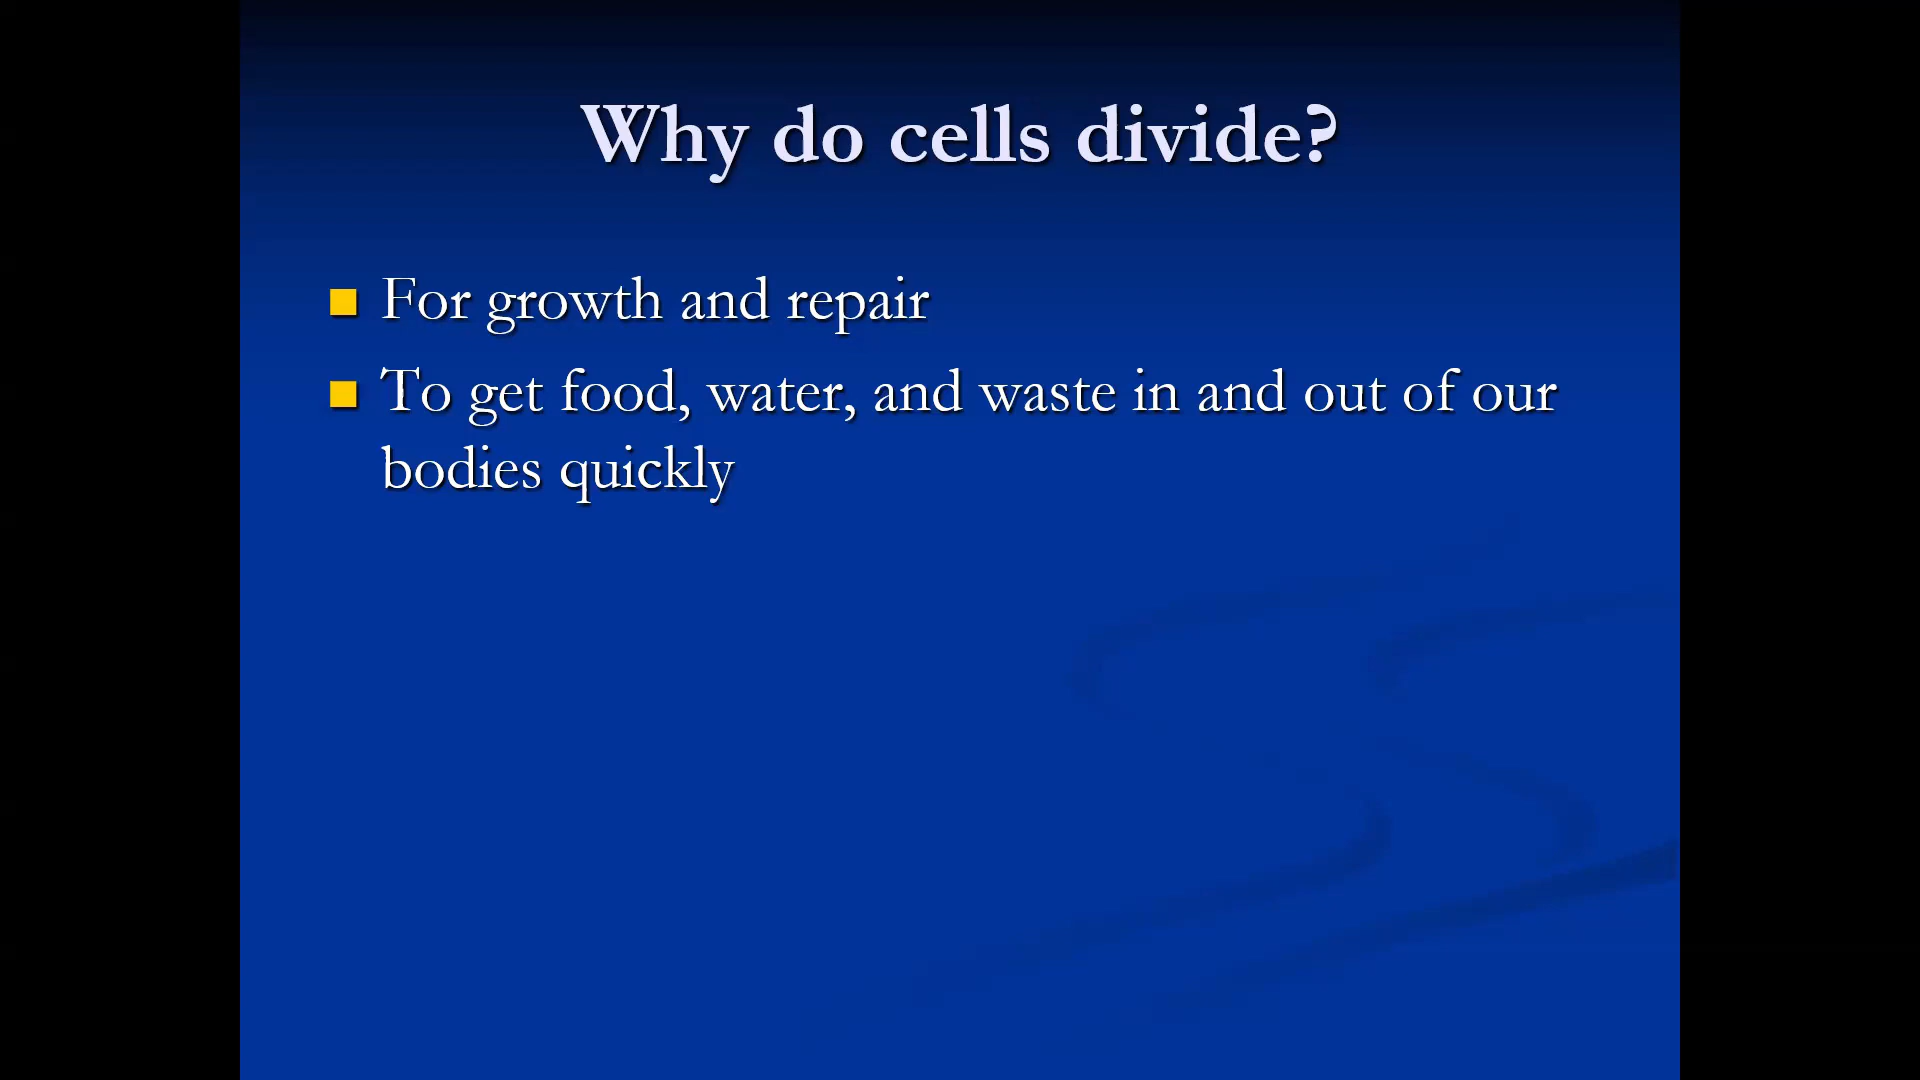 Why do cells divide?
For growth and repair
To get food, water, and waste in and out of our
bodies quickly